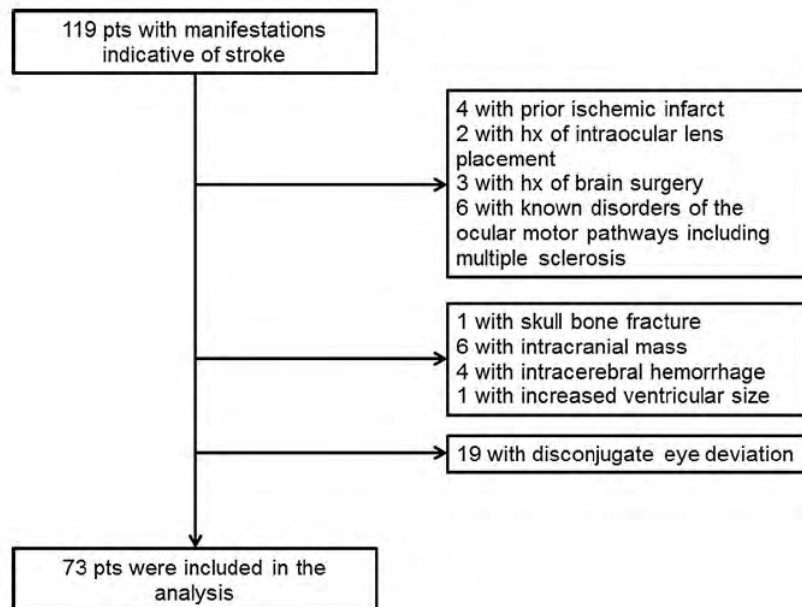 119 pts with manifestations
indicative of stroke
4 with prior ischemic infarct
2 with hx of intraocular lens
placement
3 with hx of brain surgery
6 with known disorders of the
ocular motor pathways including
multiple sclerosis
1 with skull bone fracture
6 with intracranial mass
4 with intracerebral hemorrhage
1 with increased ventricular size
19 with disconjugate eye deviation
73 pts were included in the
analysis